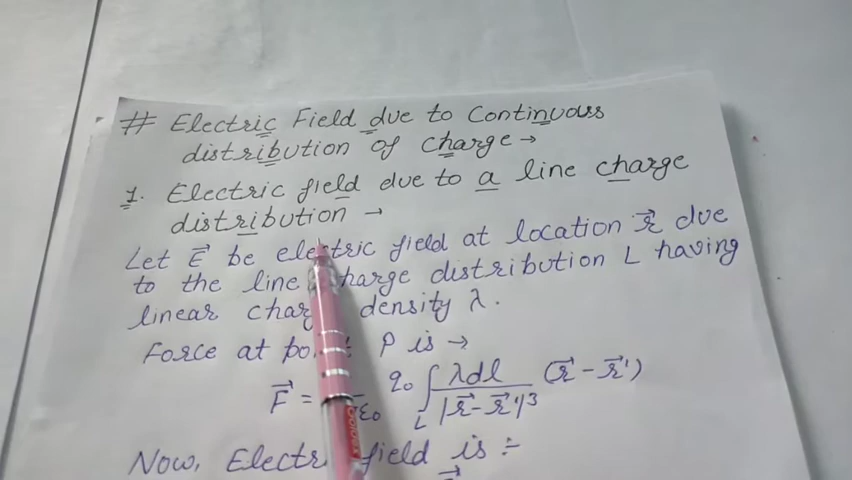 # Electric Field due to Continuous
distribution of charge →
1. Electric field due to a line charge
distribution →
Let E⃗ be electric field at location r⃗ due
to the line charge distribution L having
linear charge density λ.
Force at point P is →
F⃗ = q₀ ∫_L λdl / |r⃗ - r⃗'|³ (r⃗ - r⃗')
ε₀
Now, Electric field is :-